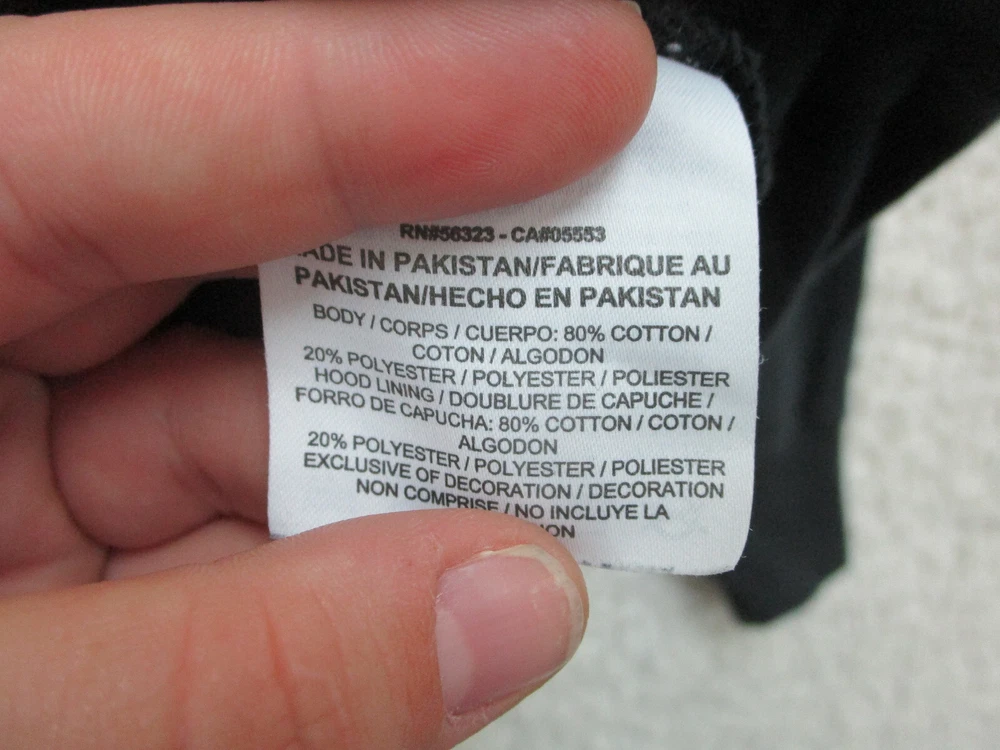 RN#56323 - CA#05553
MADE IN PAKISTAN/FABRIQUE AU
PAKISTAN/HECHO EN PAKISTAN
BODY / CORPS / CUERPO: 80% COTTON /
COTON / ALGODON
20% POLYESTER / POLYESTER / POLIESTER
HOOD LINING / DOUBLURE DE CAPUCHE /
FORRO DE CAPUCHA: 80% COTTON / COTON /
ALGODON
20% POLYESTER / POLYESTER / POLIESTER
EXCLUSIVE OF DECORATION / DECORATION
NON COMPRISE / NO INCLUYE LA